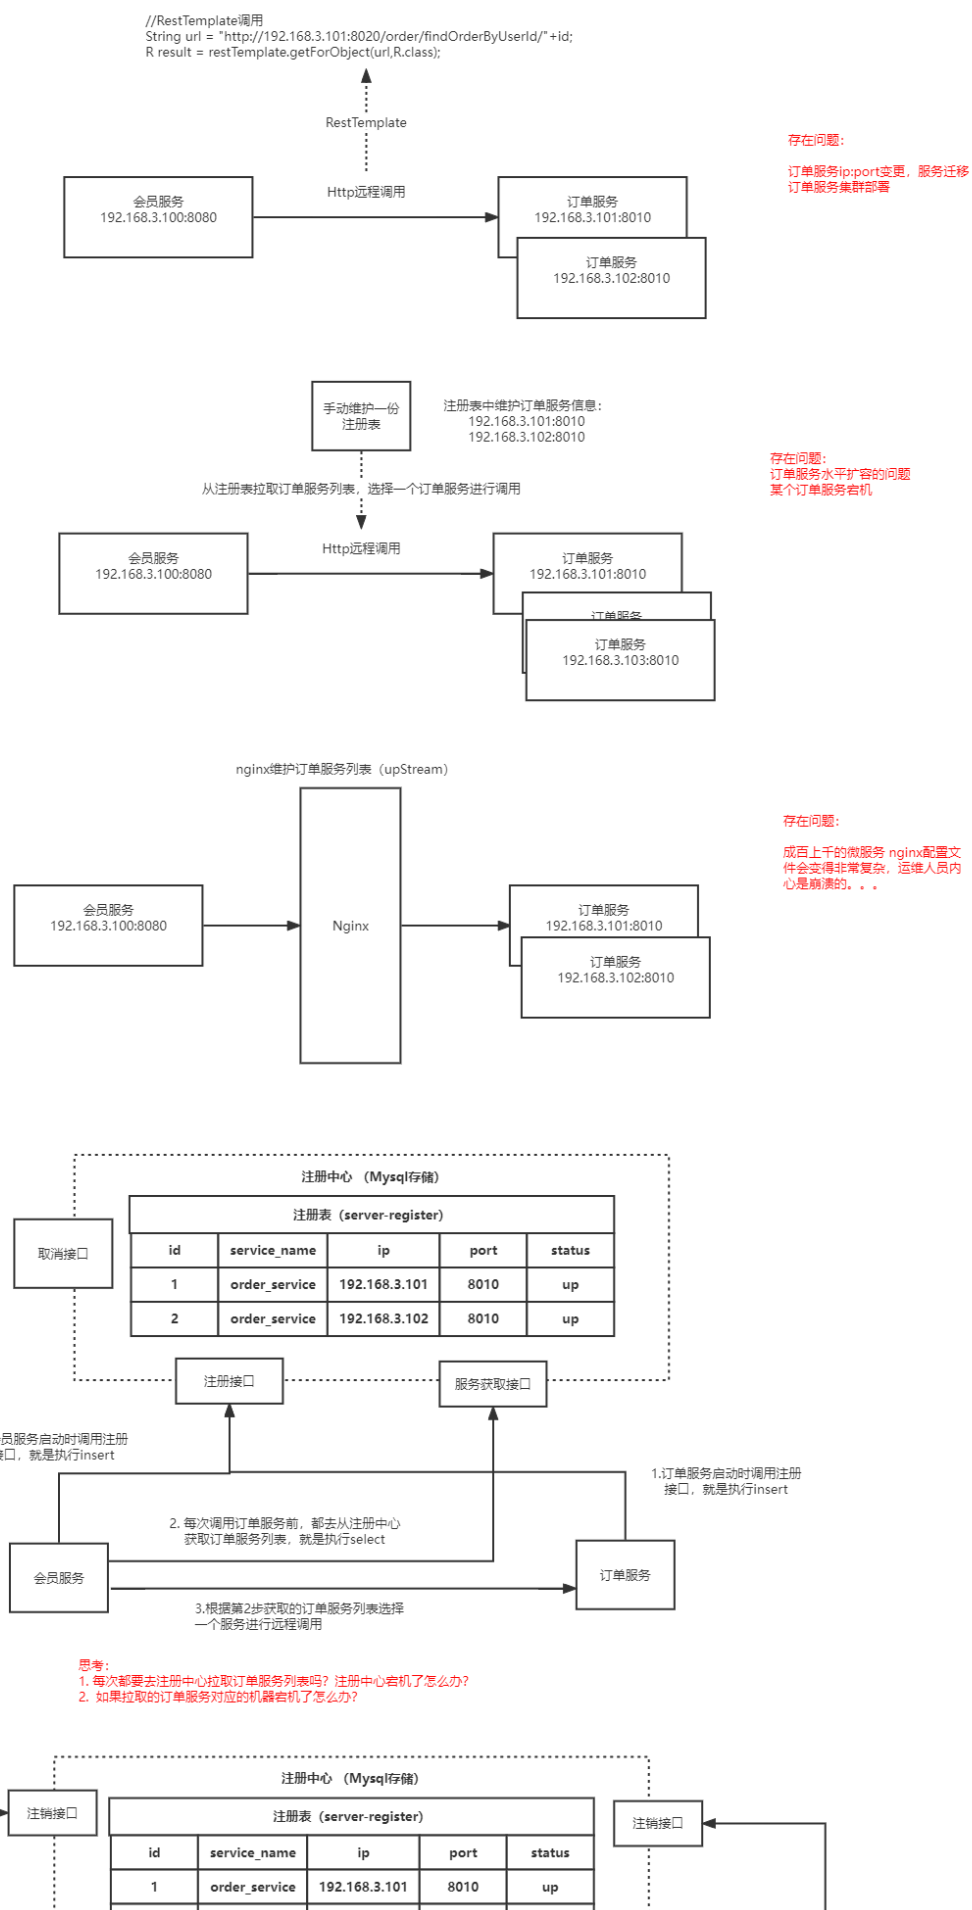 //RestTemplate调用
String url = "http://192.168.3.101:8020/order/findOrderByUserId/"+id;
R result = restTemplate.getForObject(url,R.class);
RestTemplate
Http远程调用
会员服务
192.168.3.100:8080
订单服务
192.168.3.101:8010
订单服务
192.168.3.102:8010
存在问题：
订单服务ip:port变更，服务迁移
订单服务集群部署
手动维护一份
注册表
注册表中维护订单服务信息：
192.168.3.101:8010
192.168.3.102:8010
从注册表拉取订单服务列表，选择一个订单服务进行调用
Http远程调用
会员服务
192.168.3.100:8080
订单服务
192.168.3.101:8010
订单服务
订单服务
192.168.3.103:8010
存在问题：
订单服务水平扩容的问题
某个订单服务宕机
nginx维护订单服务列表（upStream）
会员服务
192.168.3.100:8080
Nginx
订单服务
192.168.3.101:8010
订单服务
192.168.3.102:8010
存在问题：
成百上千的微服务 nginx配置文
件会变得非常复杂，运维人员内
心是崩溃的。。。
注册中心 （Mysql存储）
注册表（server-register）
id service_name ip port status
1 order_service 192.168.3.101 8010 up
2 order_service 192.168.3.102 8010 up
取消接口
注册接口
服务获取接口
员服务启动时调用注册
接口，就是执行insert
1.订单服务启动时调用注册
接口，就是执行insert
2. 每次调用订单服务前，都去从注册中心
获取订单服务列表，就是执行select
会员服务
订单服务
3.根据第2步获取的订单服务列表选择
一个服务进行远程调用
思考：
1. 每次都要去注册中心拉取订单服务列表吗？注册中心宕机了怎么办？
2. 如果拉取的订单服务对应的机器宕机了怎么办？
注册中心 （Mysql存储）
注销接口
注册表（server-register）
注销接口
id service_name ip port status
1 order_service 192.168.3.101 8010 up